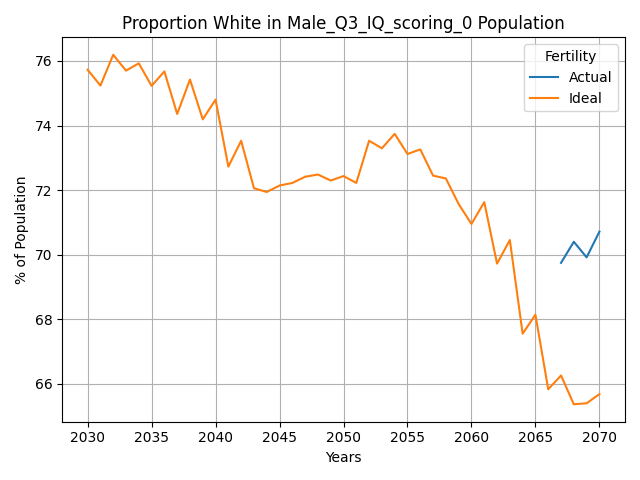 Proportion White in Male_Q3_IQ_scoring_0 Population
Fertility
Actual
Ideal
76
74
72
70
68
66
% of Population
2030 2035 2040 2045 2050 2055 2060 2065 2070
Years